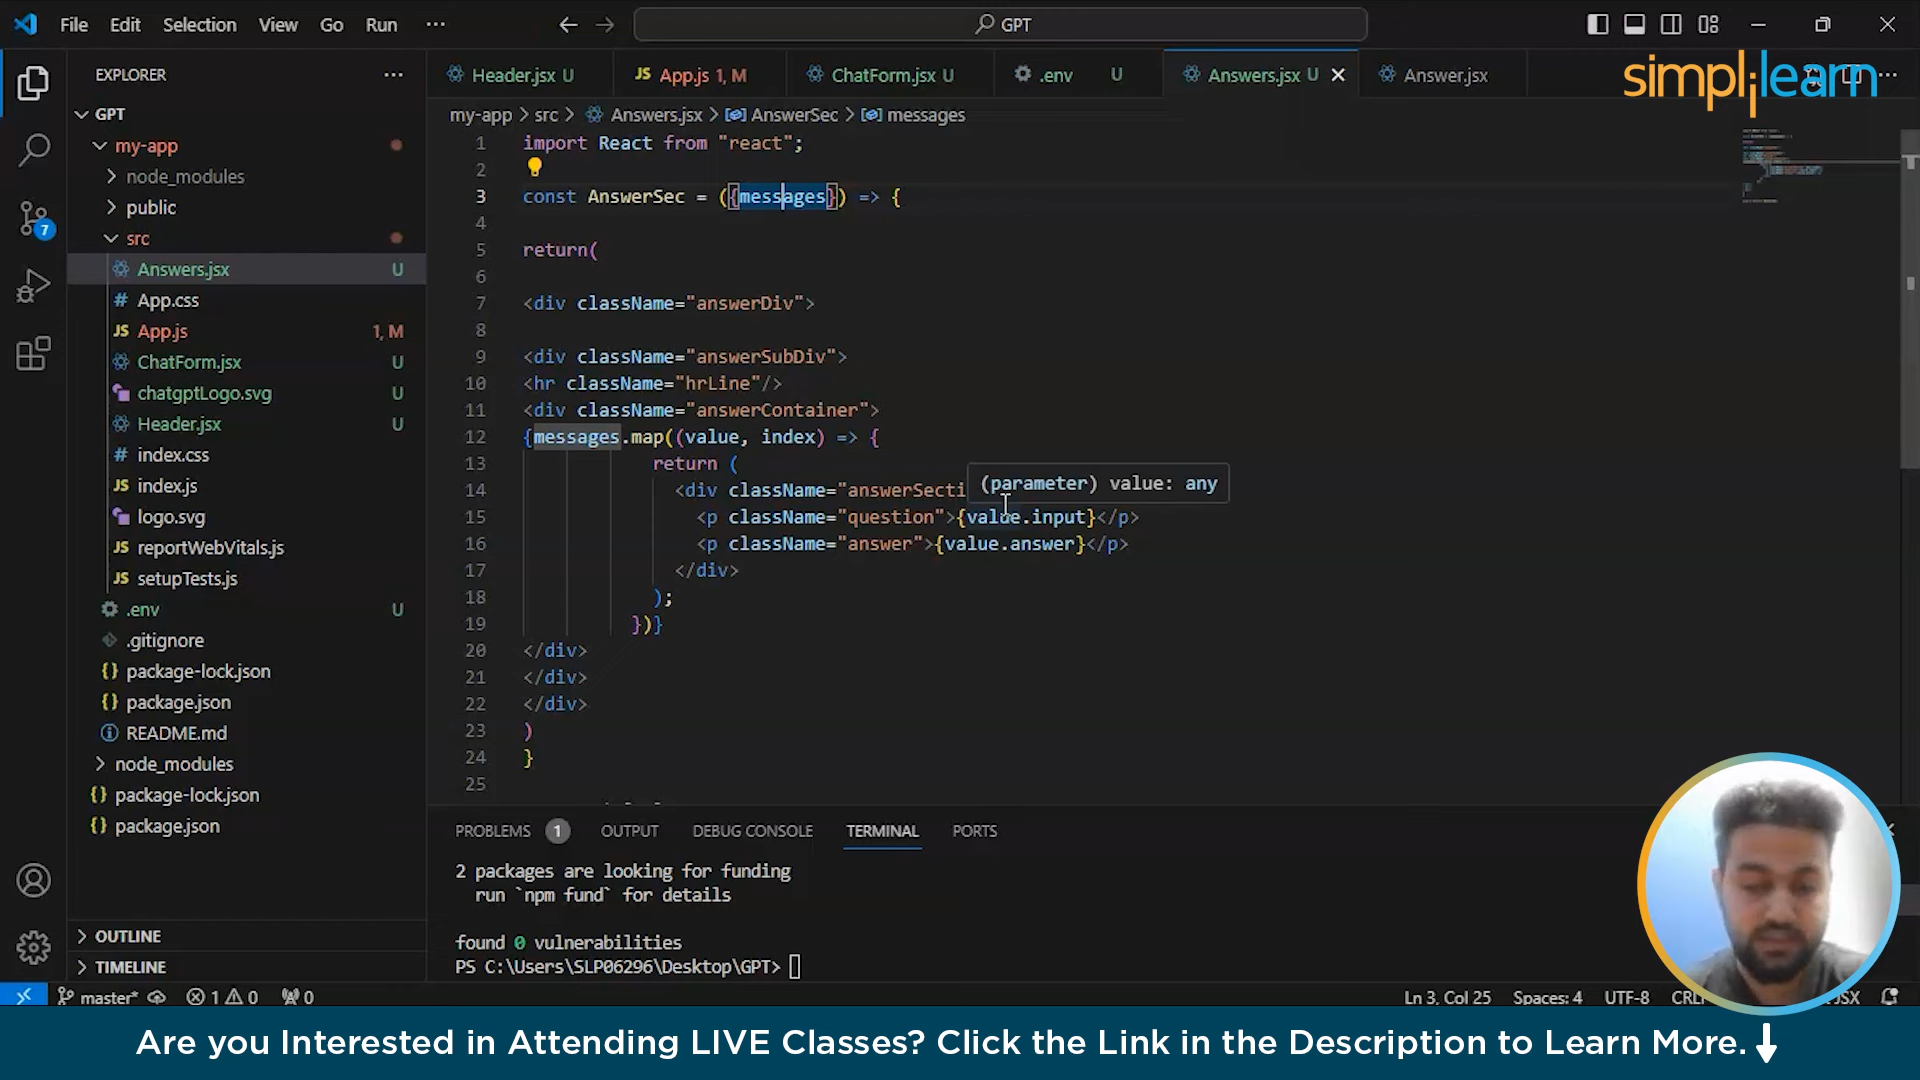 File Edit Selection View Go Run ··· GPT
simplilearn
EXPLORER ···
GPT
my-app
node_modules
public
src
Answers.jsx U
App.css
App.js 1, M
ChatForm.jsx U
chatgptLogo.svg U
Header.jsx U
index.css
index.js
logo.svg
reportWebVitals.js
setupTests.js
.env U
.gitignore
package-lock.json
package.json
README.md
node_modules
package-lock.json
package.json
OUTLINE
TIMELINE
7
Header.jsx U JS App.js 1, M ChatForm.jsx U .env U Answers.jsx U Answer.jsx
my-app > src > Answers.jsx > AnswerSec > messages
1 import React from "react";
2
3 const AnswerSec = ({messages}) => {
4
5 return(
6
7 <div className="answerDiv">
8
9 <div className="answerSubDiv">
10 <hr className="hrLine"/>
11 <div className="answerContainer">
12 {messages.map((value, index) => {
13 return (
14 <div className="answerSecti
(parameter) value: any
15 <p className="question">{value.input}</p>
16 <p className="answer">{value.answer}</p>
17 </div>
18 );
19 })}
20 </div>
21 </div>
22 </div>
23 )
24 }
25
PROBLEMS 1 OUTPUT DEBUG CONSOLE TERMINAL PORTS
2 packages are looking for funding
run `npm fund` for details
found 0 vulnerabilities
PS C:\Users\SLP06296\Desktop\GPT>
master* 1 0 0 Ln 3, Col 25 Spaces: 4 UTF-8 JSX
Are you Interested in Attending LIVE Classes? Click the Link in the Description to Learn More.